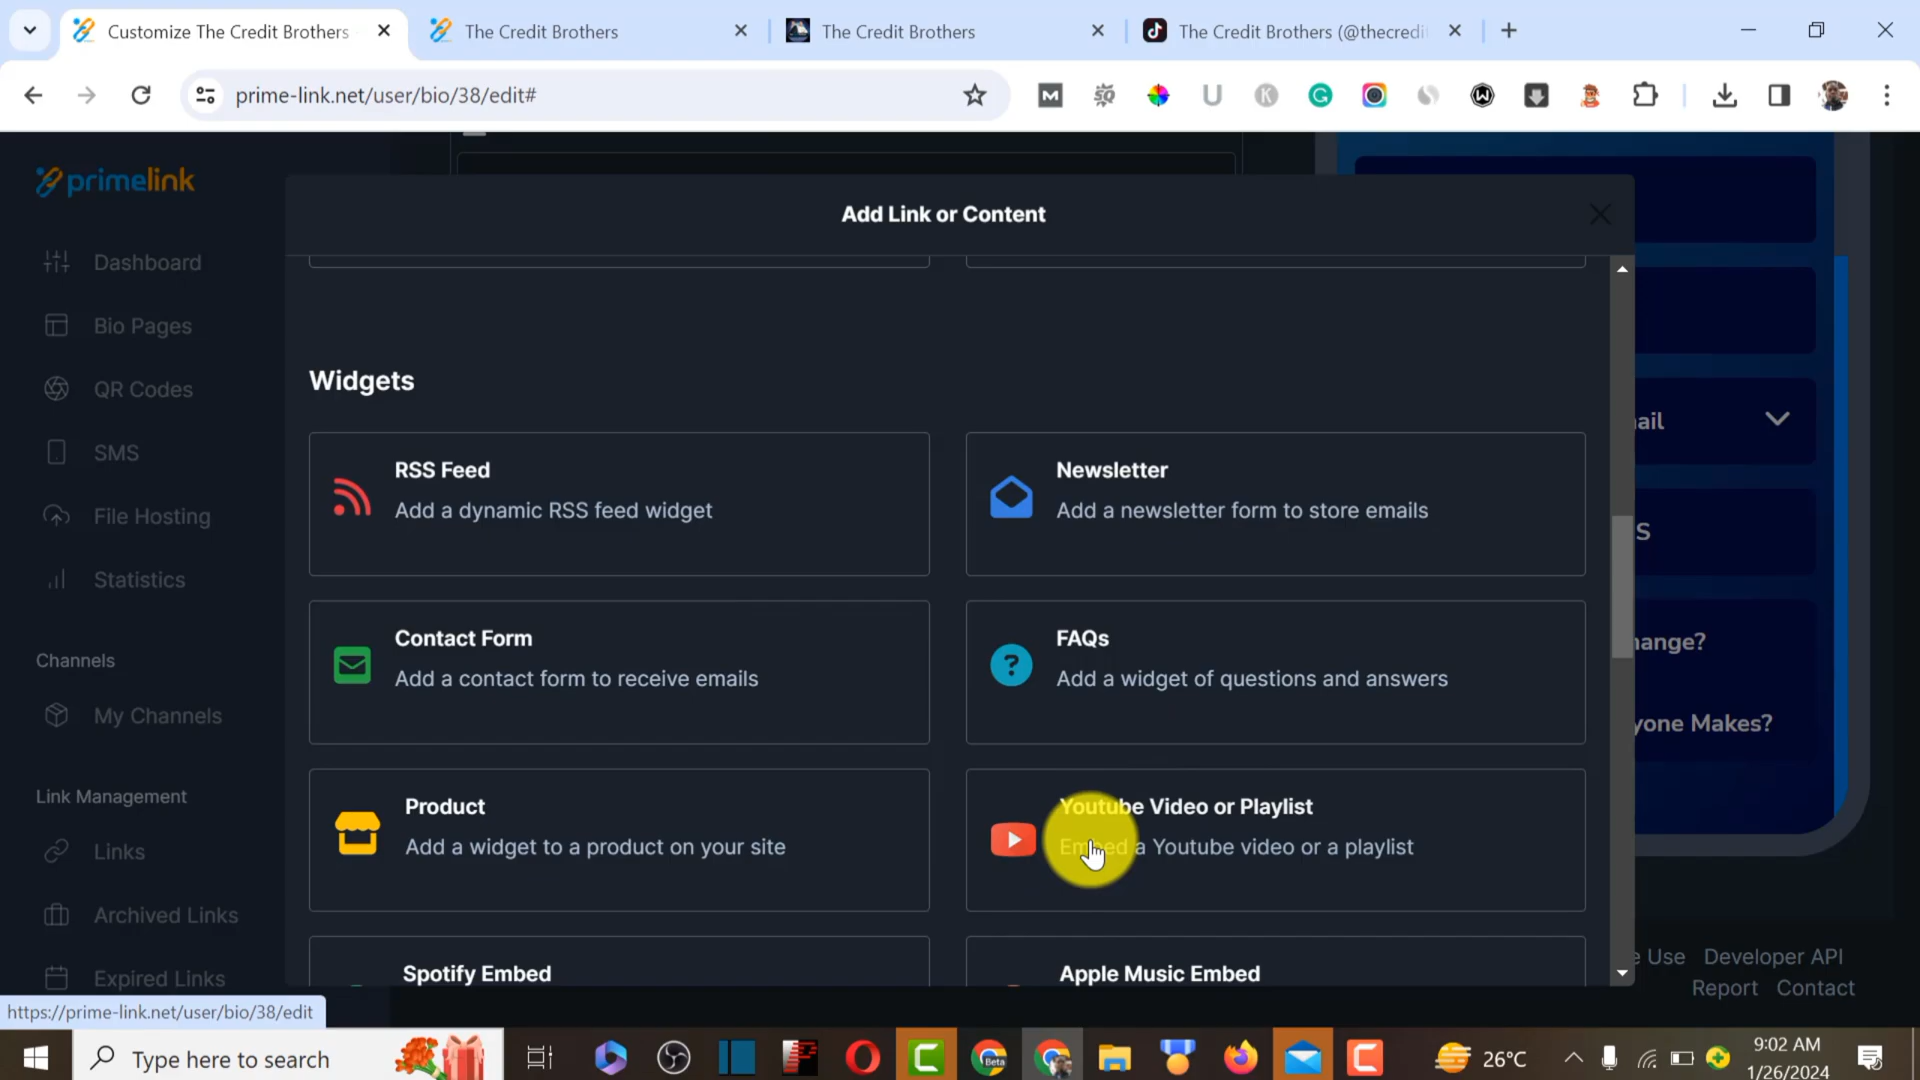 Customize The Credit Brothers
The Credit Brothers
The Credit Brothers
The Credit Brothers (@thecredi
prime-link.net/user/bio/38/edit#
primelink
Dashboard
Bio Pages
QR Codes
SMS
File Hosting
Statistics
Channels
My Channels
Link Management
Links
Archived Links
Expired Links
Add Link or Content
Widgets
RSS Feed
Add a dynamic RSS feed widget
Newsletter
Add a newsletter form to store emails
Contact Form
Add a contact form to receive emails
FAQs
Add a widget of questions and answers
Product
Add a widget to a product on your site
Youtube Video or Playlist
Embed a Youtube video or a playlist
Spotify Embed
Apple Music Embed
ail
S
hange?
yone Makes?
e Use Developer API
Report Contact
https://prime-link.net/user/bio/38/edit
Type here to search
Beta
26°C
9:02 AM
1/26/2024